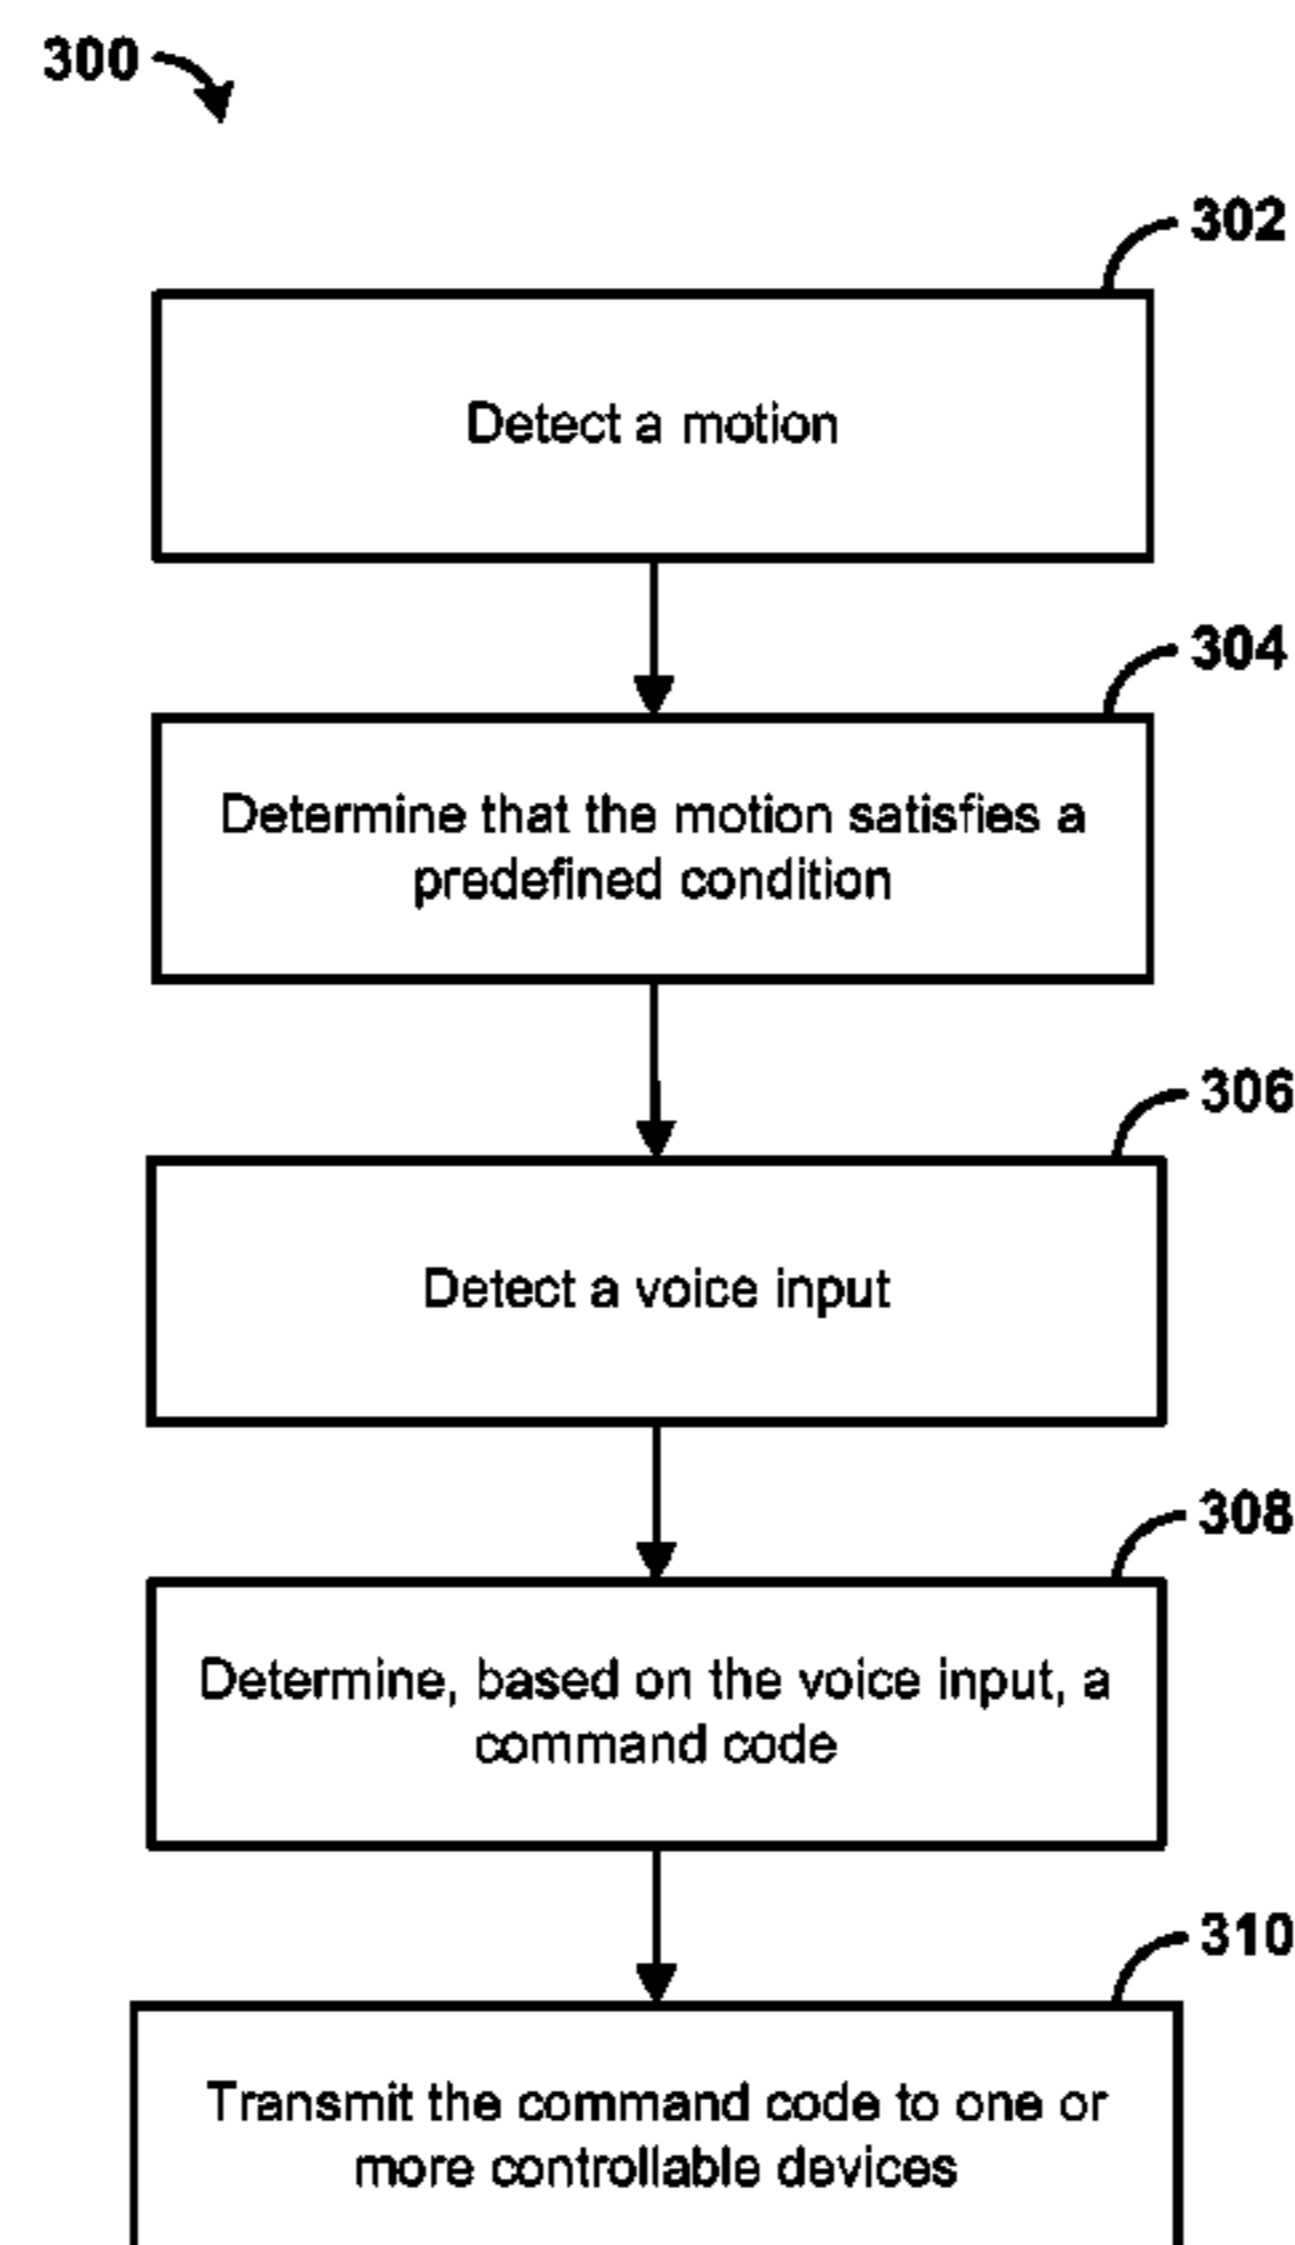 300
302
Detect a motion
304
Determine that the motion satisfies a
predefined condition
306
Detect a voice input
308
Determine, based on the voice input, a
command code
310
Transmit the command code to one or
more controllable devices